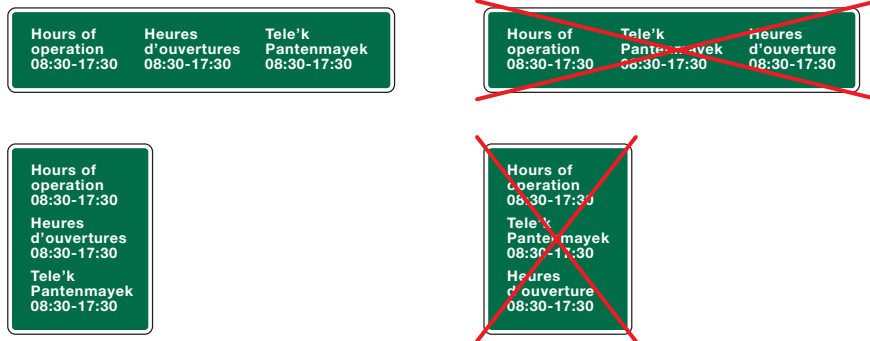 Hours of
operation
08:30-17:30
Heures
d'ouvertures
08:30-17:30
Tele'k
Pantenmayek
08:30-17:30
Hours of
operation
08:30-17:30
Tele'k
Pantenmayek
08:30-17:30
Heures
d'ouverture
08:30-17:30
Hours of
operation
08:30-17:30
Heures
d'ouvertures
08:30-17:30
Tele'k
Pantenmayek
08:30-17:30
Hours of
operation
08:30-17:30
Tele'k
Pantenmayek
08:30-17:30
Heures
d'ouverture
08:30-17:30